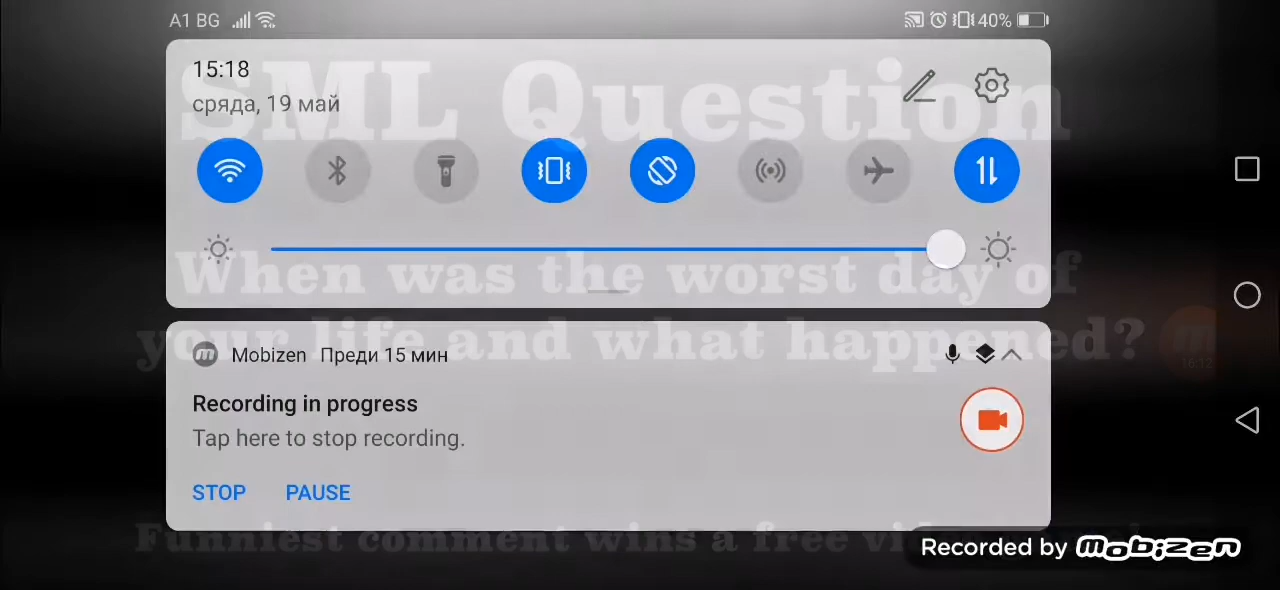 A1 BG
40%
SML Question
15:18
сряда, 19 май
When was the worst day of
your life and what happened?
Mobizen Преди 15 мин
16:12
Recording in progress
Tap here to stop recording.
STOP PAUSE
Funniest comment wins a free
Recorded by mobizen